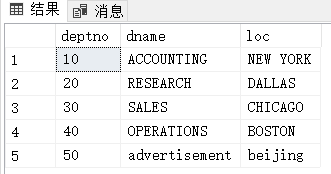 结果 消息
deptno dname loc
1 10 ACCOUNTING NEW YORK
2 20 RESEARCH DALLAS
3 30 SALES CHICAGO
4 40 OPERATIONS BOSTON
5 50 advertisement beijing